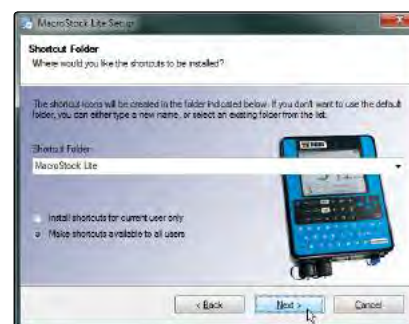 MacroStock Lite Setup
Shortcut Folder
Where would you like the shortcuts to be installed?
The shortcut icons will be created in the folder indicated below. If you don't want to use the default
folder, you can either type a new name, or select an existing folder from the list.
Shortcut Folder:
MacroStock Lite
Install shortcuts for current user only
Make shortcuts available to all users
< Back
Next >
Cancel